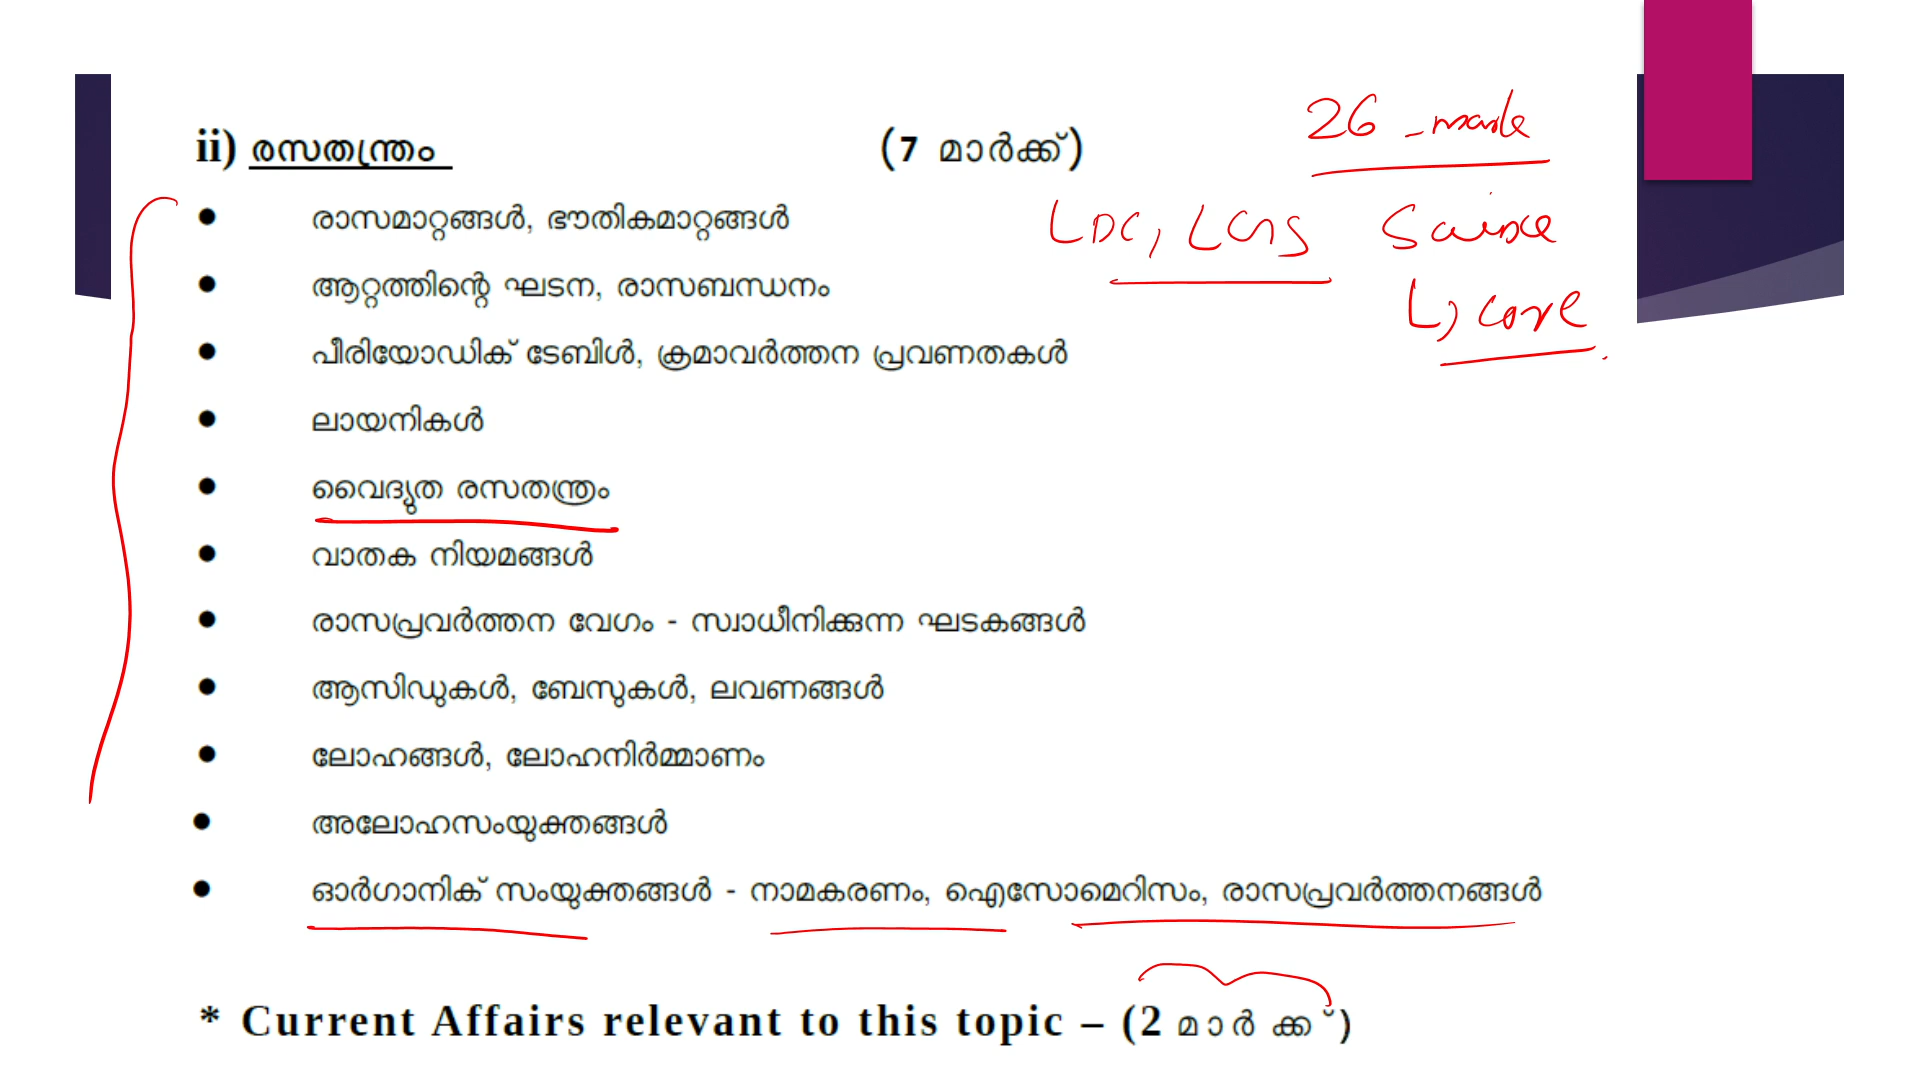 ii) രസതന്ത്രം (7 മാർക്ക്)
26 - mark
● രാസമാറ്റങ്ങൾ, ഭൗതികമാറ്റങ്ങൾ
LDC, LGS
● ആറ്റത്തിന്റെ ഘടന, രാസബന്ധനം
core
● പീരിയോഡിക് ടേബിൾ, ക്രമാവർത്തന പ്രവണതകൾ
● ലായനികൾ
● വൈദ്യുത രസതന്ത്രം
● വാതക നിയമങ്ങൾ
● രാസപ്രവർത്തന വേഗം - സ്വാധീനിക്കുന്ന ഘടകങ്ങൾ
● ആസിഡുകൾ, ബേസുകൾ, ലവണങ്ങൾ
● ലോഹങ്ങൾ, ലോഹനിർമ്മാണം
● അലോഹസംയുക്തങ്ങൾ
● ഓർഗാനിക് സംയുക്തങ്ങൾ - നാമകരണം, ഐസോമെറിസം, രാസപ്രവർത്തനങ്ങൾ
* Current Affairs relevant to this topic – (2 മാർക്ക്)